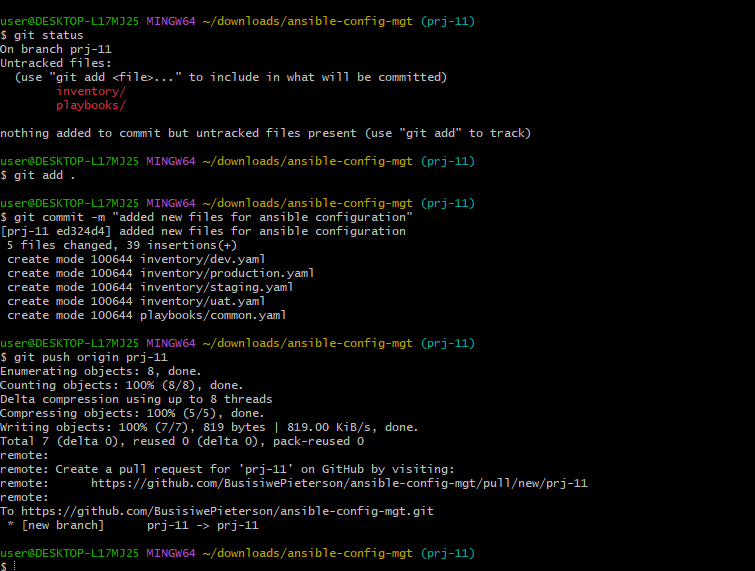 user@DESKTOP-L17MJ25 MINGW64 ~/downloads/ansible-config-mgt (prj-11)
$ git status
On branch prj-11
Untracked files:
  (use "git add <file>..." to include in what will be committed)
        inventory/
        playbooks/

nothing added to commit but untracked files present (use "git add" to track)

user@DESKTOP-L17MJ25 MINGW64 ~/downloads/ansible-config-mgt (prj-11)
$ git add .

user@DESKTOP-L17MJ25 MINGW64 ~/downloads/ansible-config-mgt (prj-11)
$ git commit -m "added new files for ansible configuration"
[prj-11 ed324d4] added new files for ansible configuration
 5 files changed, 39 insertions(+)
 create mode 100644 inventory/dev.yaml
 create mode 100644 inventory/production.yaml
 create mode 100644 inventory/staging.yaml
 create mode 100644 inventory/uat.yaml
 create mode 100644 playbooks/common.yaml

user@DESKTOP-L17MJ25 MINGW64 ~/downloads/ansible-config-mgt (prj-11)
$ git push origin prj-11
Enumerating objects: 8, done.
Counting objects: 100% (8/8), done.
Delta compression using up to 8 threads
Compressing objects: 100% (5/5), done.
Writing objects: 100% (7/7), 819 bytes | 819.00 KiB/s, done.
Total 7 (delta 0), reused 0 (delta 0), pack-reused 0
remote:
remote: Create a pull request for 'prj-11' on GitHub by visiting:
remote:      https://github.com/BusisiwePieterson/ansible-config-mgt/pull/new/prj-11
remote:
To https://github.com/BusisiwePieterson/ansible-config-mgt.git
 * [new branch]      prj-11 -> prj-11

user@DESKTOP-L17MJ25 MINGW64 ~/downloads/ansible-config-mgt (prj-11)
$